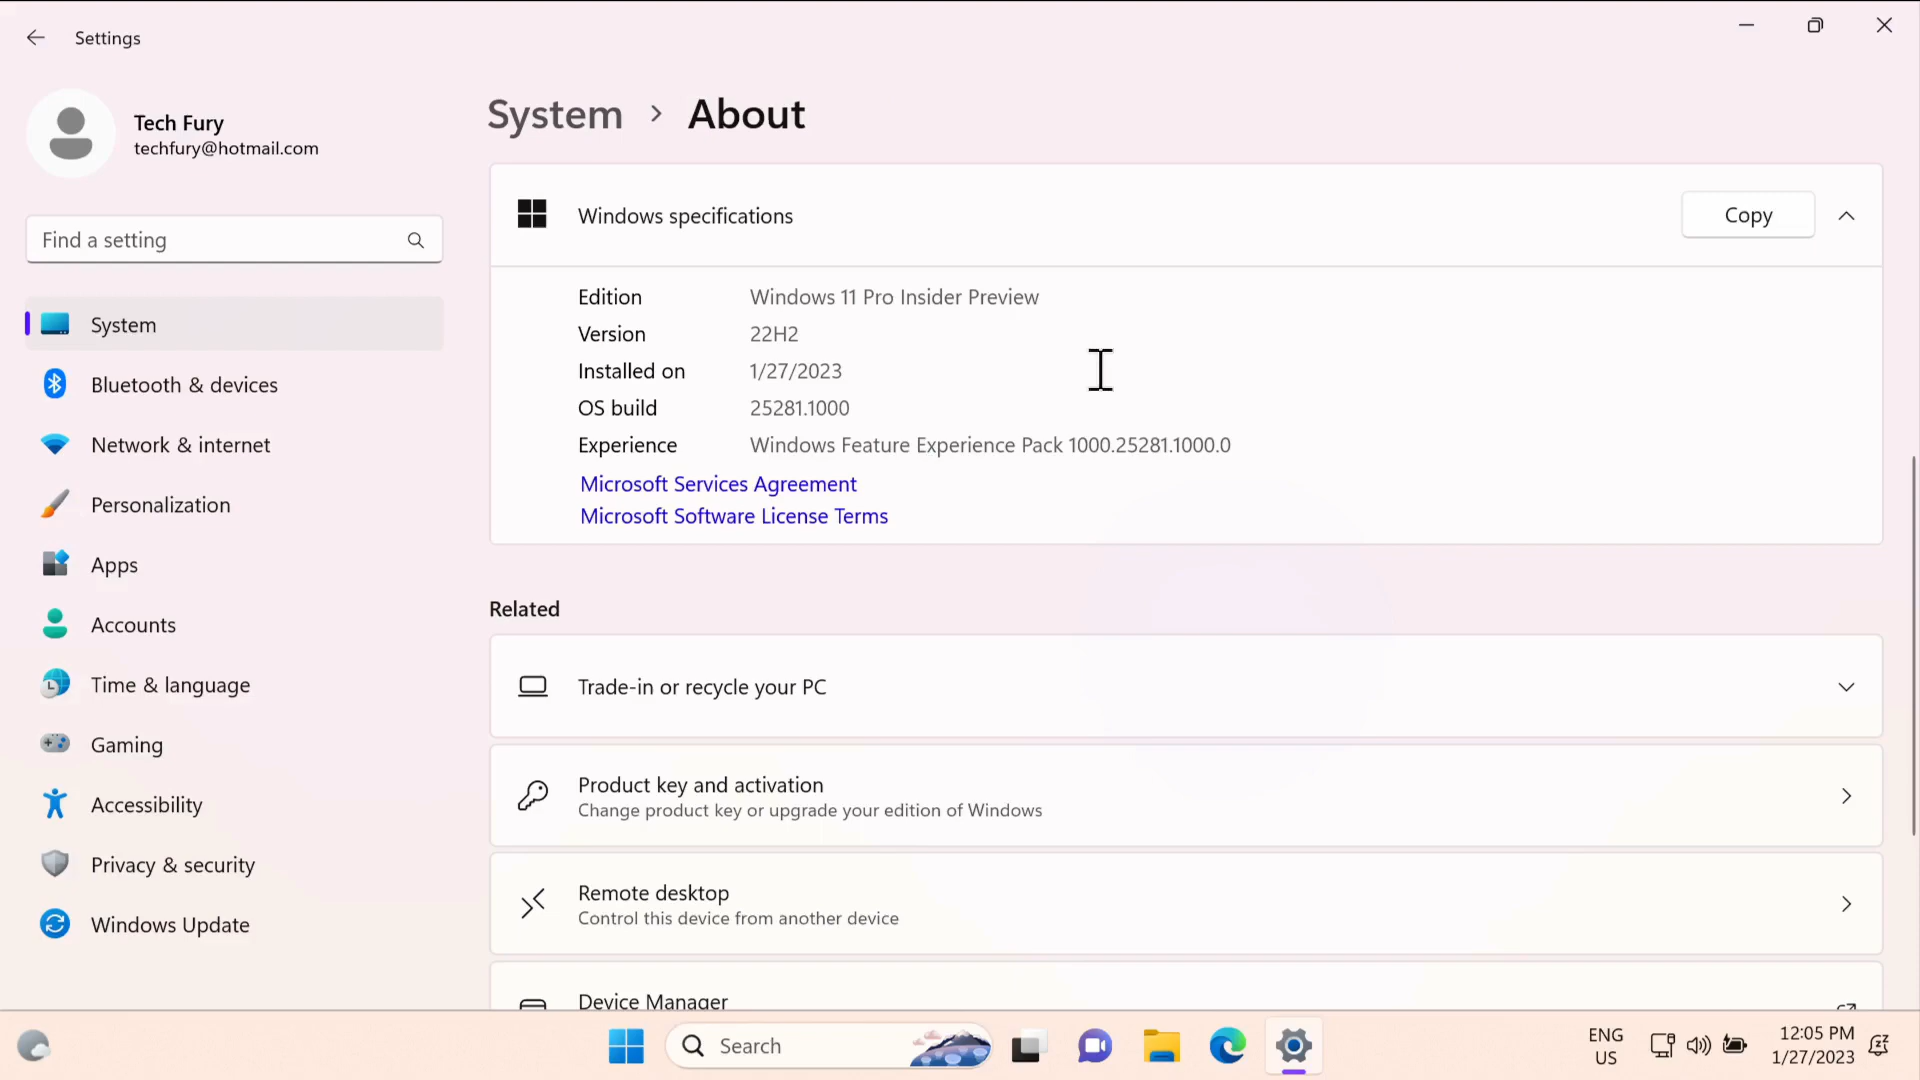 Settings
Tech Fury
techfury@hotmail.com
Find a setting
System
Bluetooth & devices
Network & internet
Personalization
Apps
Accounts
Time & language
Gaming
Accessibility
Privacy & security
Windows Update
System > About
Windows specifications
Copy
Edition Windows 11 Pro Insider Preview
Version 22H2
Installed on 1/27/2023
OS build 25281.1000
Experience Windows Feature Experience Pack 1000.25281.1000.0
Microsoft Services Agreement
Microsoft Software License Terms
Related
Trade-in or recycle your PC
Product key and activation
Change product key or upgrade your edition of Windows
Remote desktop
Control this device from another device
Device Manager
Search
ENG
US
12:05 PM
1/27/2023